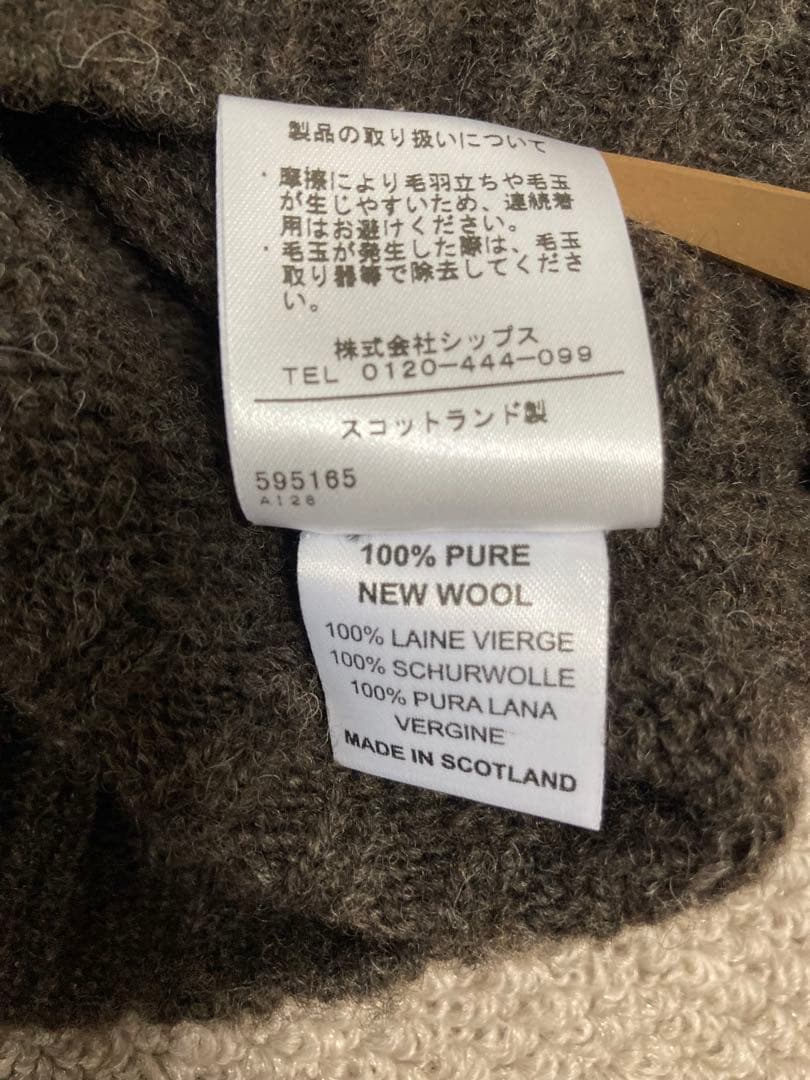 製品の取り扱いについて
・摩擦により毛羽立ちや毛玉
が生じやすいため、連続着
用はお避けください。
・毛玉が発生した際は、毛玉
取り器等で除去してくださ
い。
株式会社シップス
TEL 0120-444-099
スコットランド製
595165
A128
100% PURE
NEW WOOL
100% LAINE VIERGE
100% SCHURWOLLE
100% PURA LANA
VERGINE
MADE IN SCOTLAND